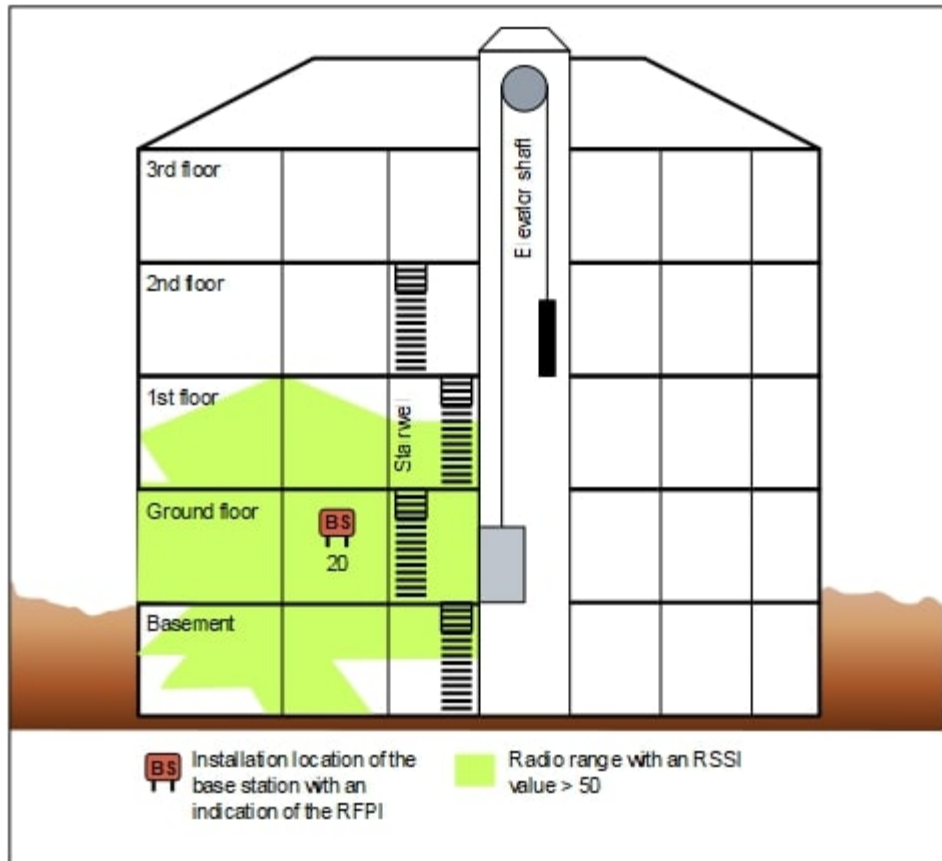 Elevator shaft
3rd floor
2nd floor
1st floor
Stairwell
Ground floor
BS
20
Basement
BS
Installation location of the
base station with an
indication of the RFPI
Radio range with an RSSI
value > 50